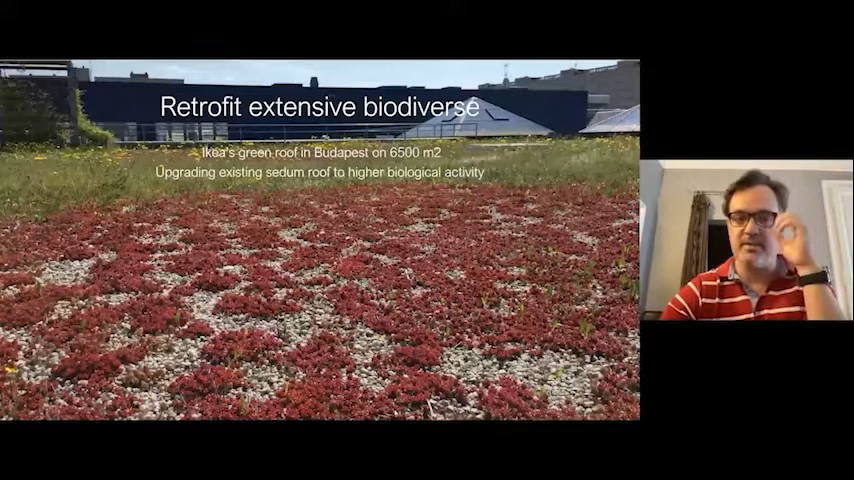 Retrofit extensive biodiverse
Ikea's green roof in Budapest on 6500 m2
Upgrading existing sedum roof to higher biological activity